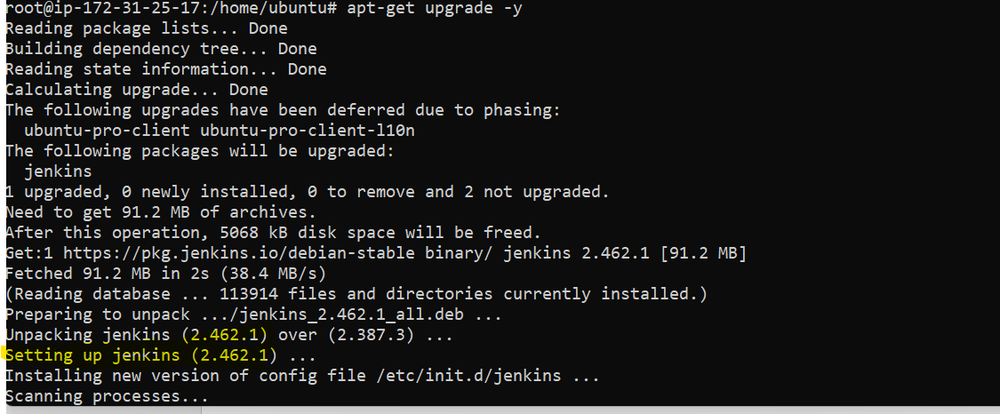 root@ip-172-31-25-17:/home/ubuntu# apt-get upgrade -y
Reading package lists... Done
Building dependency tree... Done
Reading state information... Done
Calculating upgrade... Done
The following upgrades have been deferred due to phasing:
  ubuntu-pro-client ubuntu-pro-client-l10n
The following packages will be upgraded:
  jenkins
1 upgraded, 0 newly installed, 0 to remove and 2 not upgraded.
Need to get 91.2 MB of archives.
After this operation, 5068 kB disk space will be freed.
Get:1 https://pkg.jenkins.io/debian-stable binary/ jenkins 2.462.1 [91.2 MB]
Fetched 91.2 MB in 2s (38.4 MB/s)
(Reading database ... 113914 files and directories currently installed.)
Preparing to unpack .../jenkins_2.462.1_all.deb ...
Unpacking jenkins (2.462.1) over (2.387.3) ...
Setting up jenkins (2.462.1) ...
Installing new version of config file /etc/init.d/jenkins ...
Scanning processes...